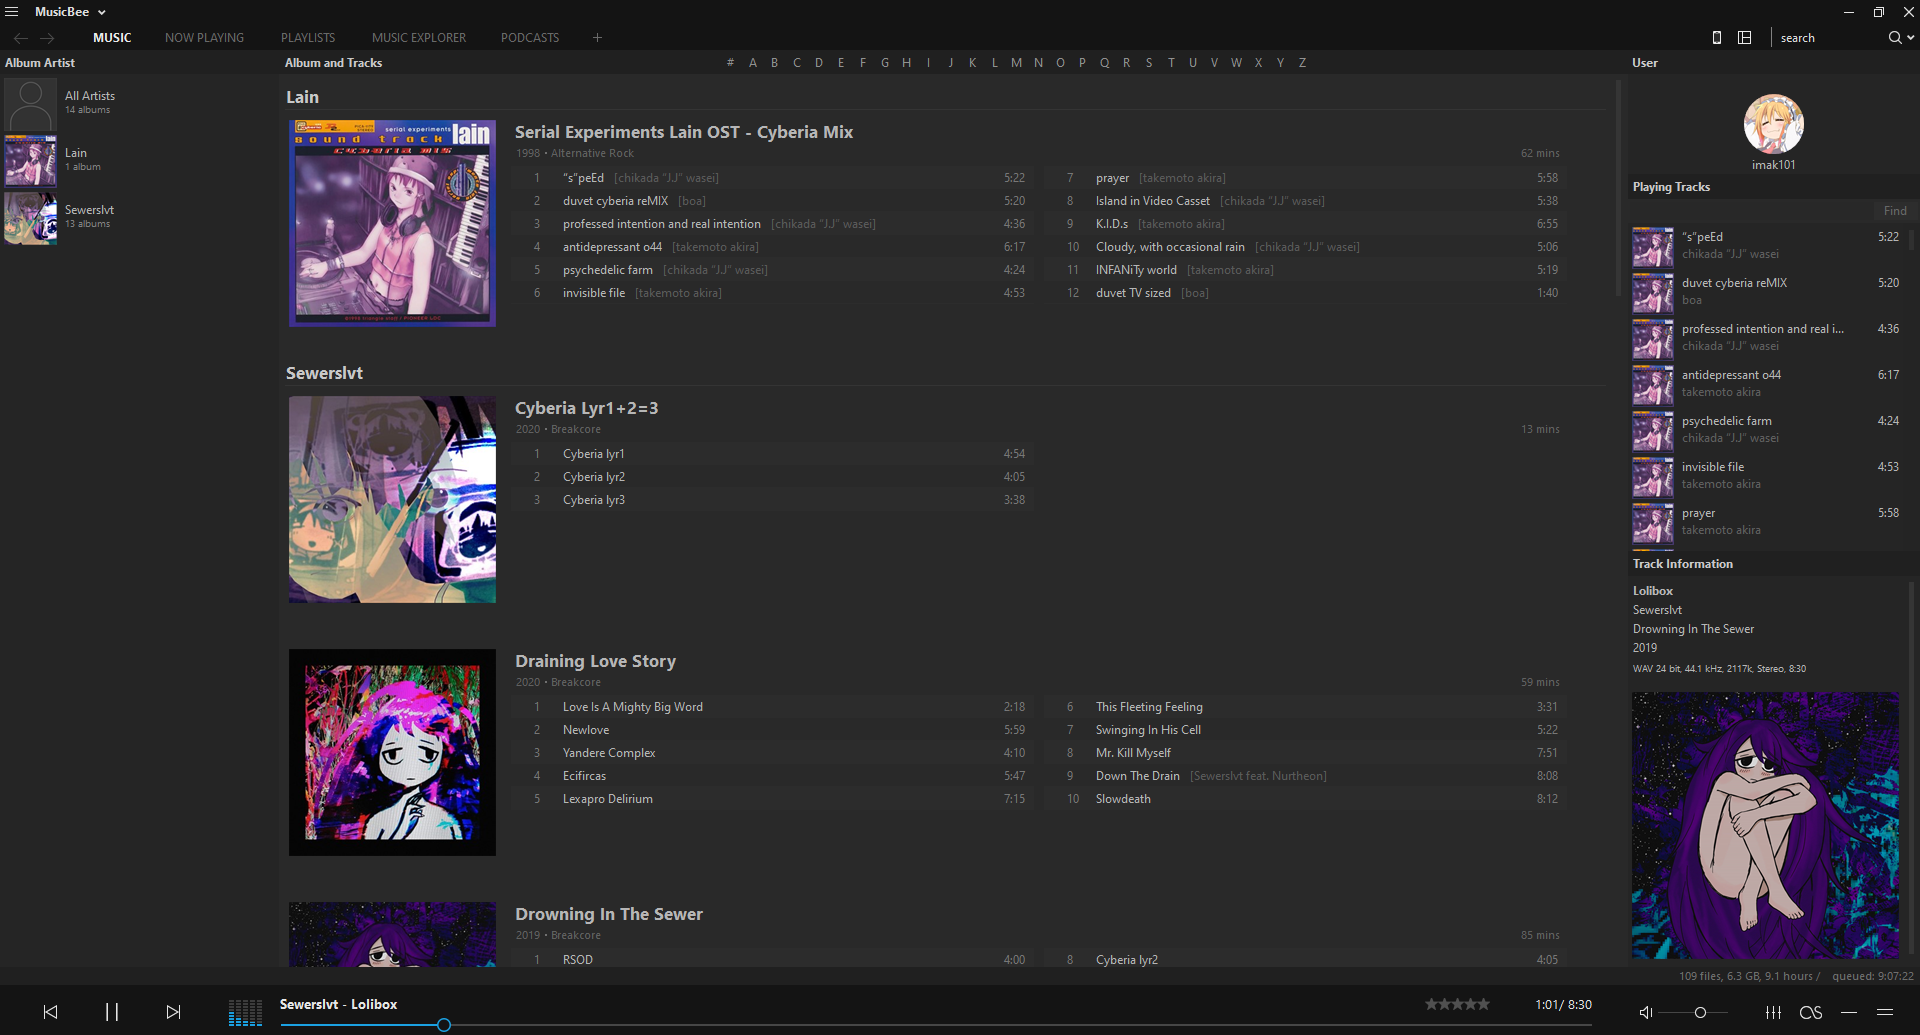 MusicBee
MUSIC
NOW PLAYING
PLAYLISTS
MUSIC EXPLORER
PODCASTS
search
Album Artist
All Artists
14 albums
Lain
1 album
Sewerslvt
13 albums
Album and Tracks
# A B C D E F G H I J K L M N O P Q R S T U V W X Y Z
Lain
serial experiments lain
sound track
cyberia mix
Serial Experiments Lain OST - Cyberia Mix
1998 • Alternative Rock 62 mins
1 “s”peEd [chikada “J.J” wasei] 5:22
2 duvet cyberia reMIX [boa] 5:20
3 professed intention and real intention [chikada “J.J” wasei] 4:36
4 antidepressant o44 [takemoto akira] 6:17
5 psychedelic farm [chikada “J.J” wasei] 4:24
6 invisible file [takemoto akira] 4:53
7 prayer [takemoto akira] 5:58
8 Island in Video Casset [chikada “J.J” wasei] 5:38
9 K.I.D.s [takemoto akira] 6:55
10 Cloudy, with occasional rain [chikada “J.J” wasei] 5:06
11 INFANiTy world [takemoto akira] 5:19
12 duvet TV sized [boa] 1:40
Sewerslvt
Cyberia Lyr1+2=3
2020 • Breakcore 13 mins
1 Cyberia lyr1 4:54
2 Cyberia lyr2 4:05
3 Cyberia lyr3 3:38
Draining Love Story
2020 • Breakcore 59 mins
1 Love Is A Mighty Big Word 2:18
2 Newlove 5:59
3 Yandere Complex 4:10
4 Ecifircas 5:47
5 Lexapro Delirium 7:15
6 This Fleeting Feeling 3:31
7 Swinging In His Cell 5:22
8 Mr. Kill Myself 7:51
9 Down The Drain [Sewerslvt feat. Nurtheon] 8:08
10 Slowdeath 8:12
Drowning In The Sewer
2019 • Breakcore 85 mins
1 RSOD 4:00
8 Cyberia lyr2 4:05
User
imak101
Playing Tracks
Find
“s”peEd 5:22
chikada “J.J” wasei
duvet cyberia reMIX 5:20
boa
professed intention and real i... 4:36
chikada “J.J” wasei
antidepressant o44 6:17
takemoto akira
psychedelic farm 4:24
chikada “J.J” wasei
invisible file 4:53
takemoto akira
prayer 5:58
takemoto akira
Track Information
Lolibox
Sewerslvt
Drowning In The Sewer
2019
WAV 24 bit, 44.1 kHz, 2117k, Stereo, 8:30
109 files, 6.3 GB, 9.1 hours / queued: 9:07:22
Sewerslvt - Lolibox
1:01/ 8:30